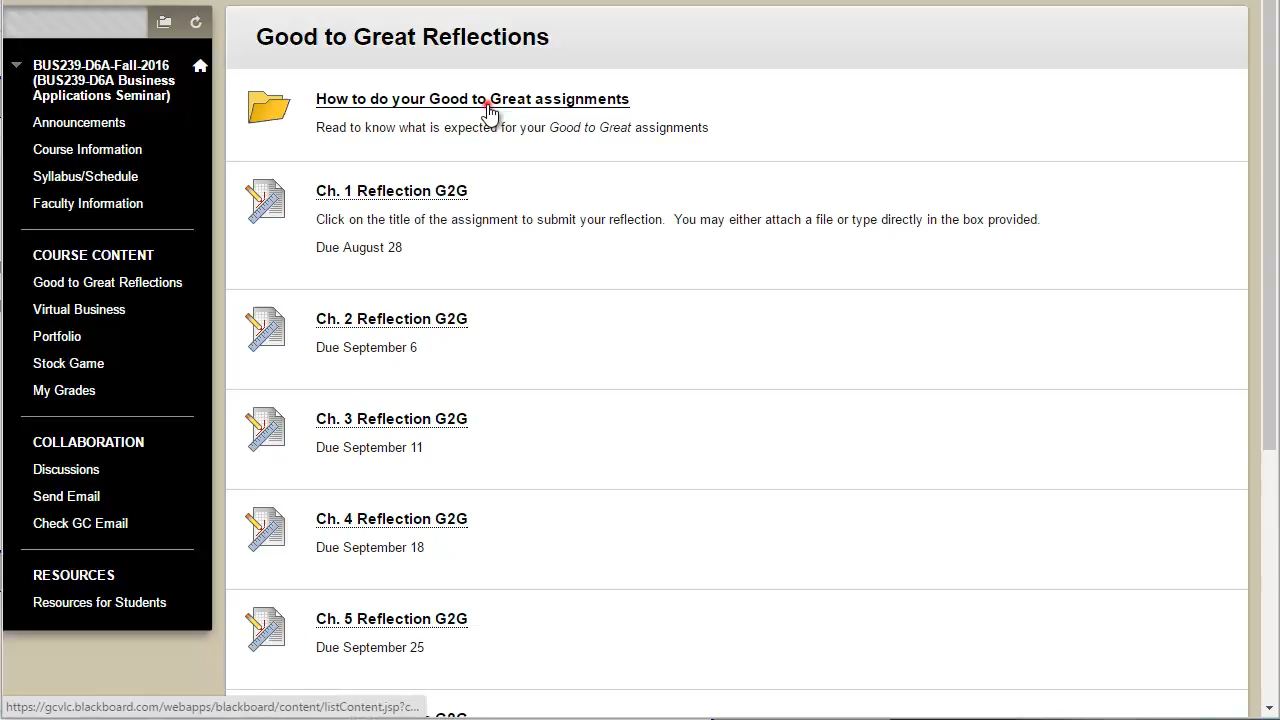 BUS239-D6A-Fall-2016
(BUS239-D6A Business
Applications Seminar)
Announcements
Course Information
Syllabus/Schedule
Faculty Information
COURSE CONTENT
Good to Great Reflections
Virtual Business
Portfolio
Stock Game
My Grades
COLLABORATION
Discussions
Send Email
Check GC Email
RESOURCES
Resources for Students
Good to Great Reflections
How to do your Good to Great assignments
Read to know what is expected for your Good to Great assignments
Ch. 1 Reflection G2G
Click on the title of the assignment to submit your reflection.  You may either attach a file or type directly in the box provided.
Due August 28
Ch. 2 Reflection G2G
Due September 6
Ch. 3 Reflection G2G
Due September 11
Ch. 4 Reflection G2G
Due September 18
Ch. 5 Reflection G2G
Due September 25
https://gcvlc.blackboard.com/webapps/blackboard/content/listContent.jsp?c...